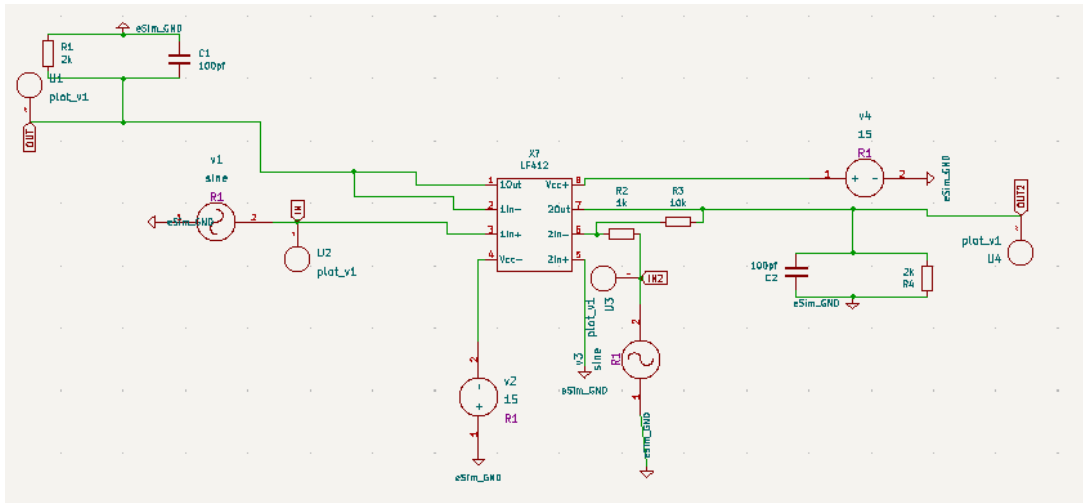 eSim_GND
R1
2k
C1
100pf
U1
plot_v1
OUT
v1
sine
R1
1
2
eSim_GND
IN
U2
plot_v1
X?
LF412
1
1Out
2
1in-
3
1in+
4
Vcc-
8
Vcc+
7
2Out
6
2in-
5
2in+
R2
1k
R3
10k
v4
15
R1
1
2
eSim_GND
OUT2
plot_v1
U4
100pf
C2
2k
R4
eSim_GND
IN2
U3
plot_v1
v3
sine
R1
2
1
eSim_GND
eSim_GND
2
v2
15
R1
1
eSim_GND